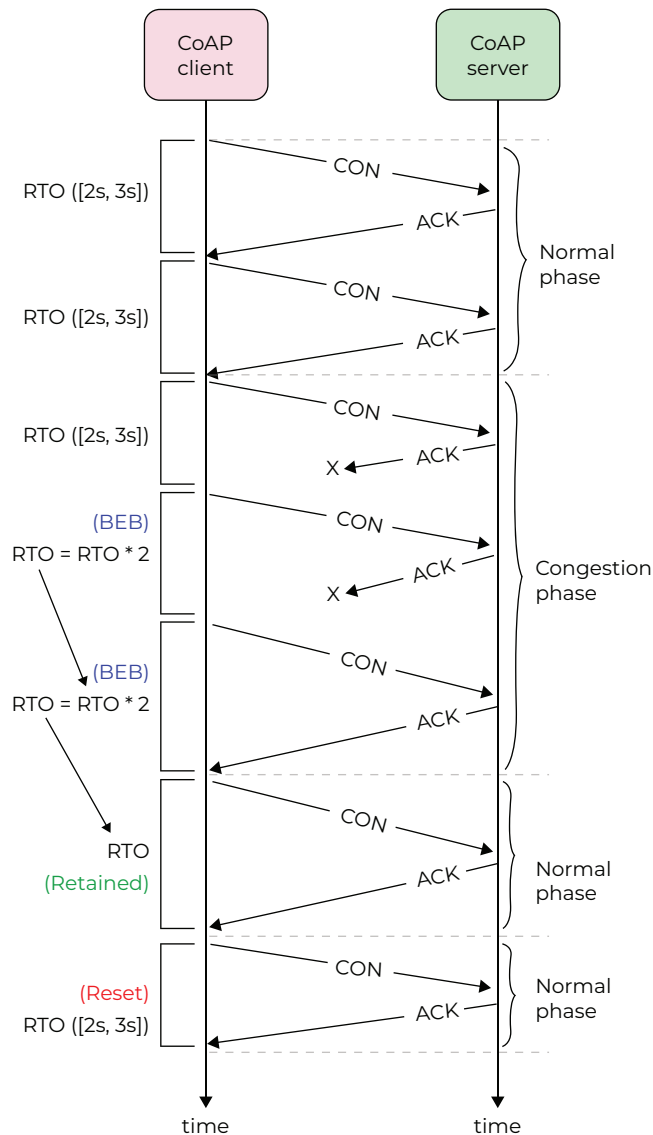 CoAP
client
CoAP
server
CON
RTO ([2s, 3s])
ACK
Normal
phase
CON
RTO ([2s, 3s])
ACK
CON
RTO ([2s, 3s])
ACK
X
(BEB)
CON
RTO = RTO * 2
ACK
X
Congestion
phase
(BEB)
CON
RTO = RTO * 2
ACK
CON
RTO
ACK
(Retained)
Normal
phase
CON
(Reset)
RTO ([2s, 3s])
ACK
Normal
phase
time
time